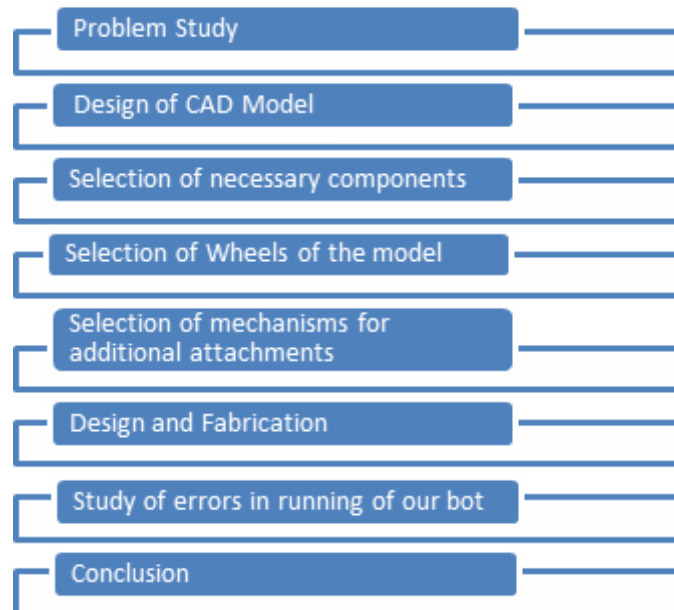 Problem Study
Design of CAD Model
Selection of necessary components
Selection of Wheels of the model
Selection of mechanisms for
additional attachments
Design and Fabrication
Study of errors in running of our bot
Conclusion